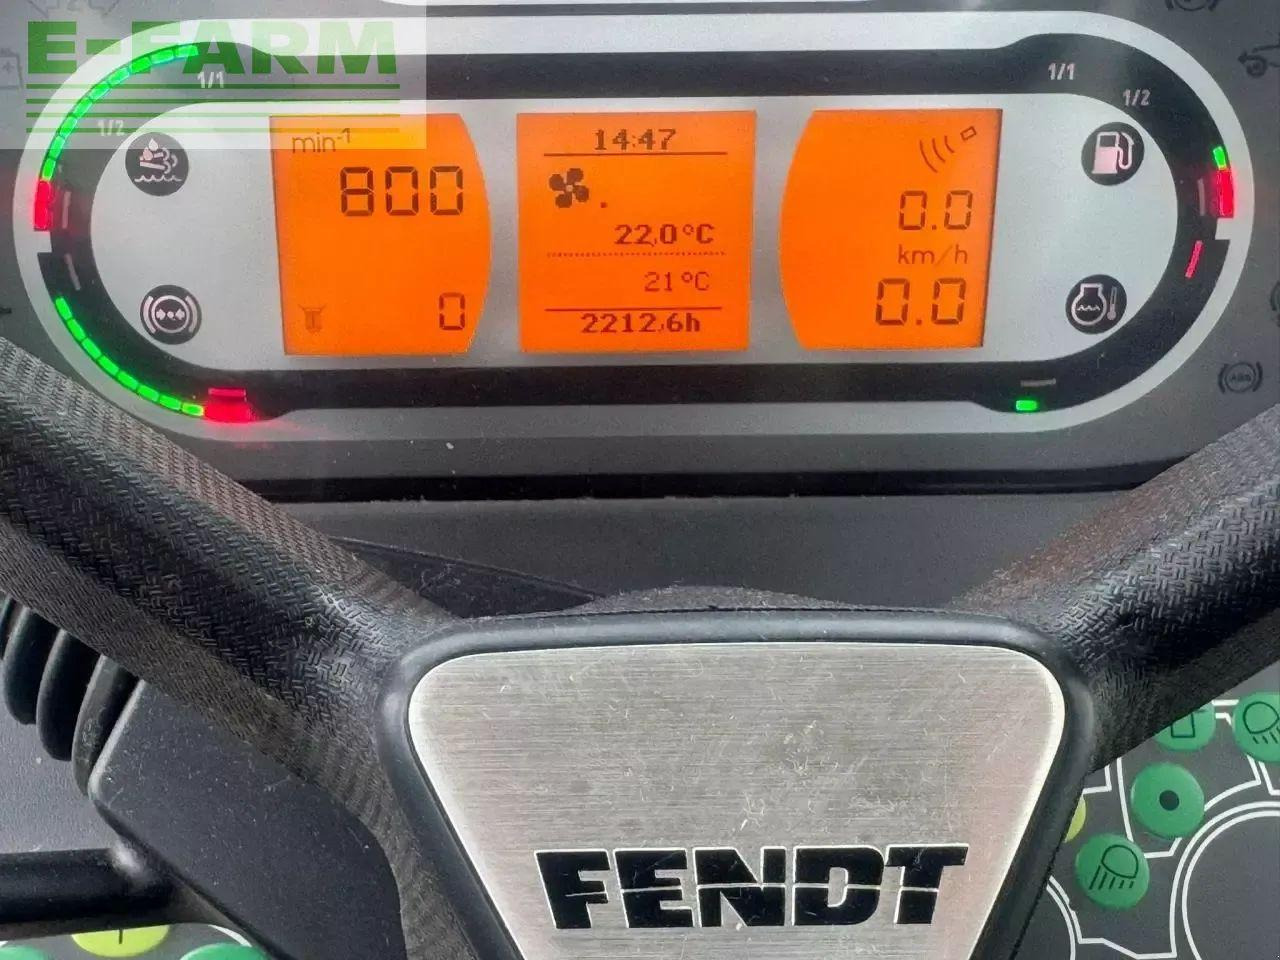 E-FARM
1/1
1/2
min-1
800
0
14:47
22,0°C
21°C
2212,6h
0.0
km/h
0.0
1/1
1/2
ABS
FENDT